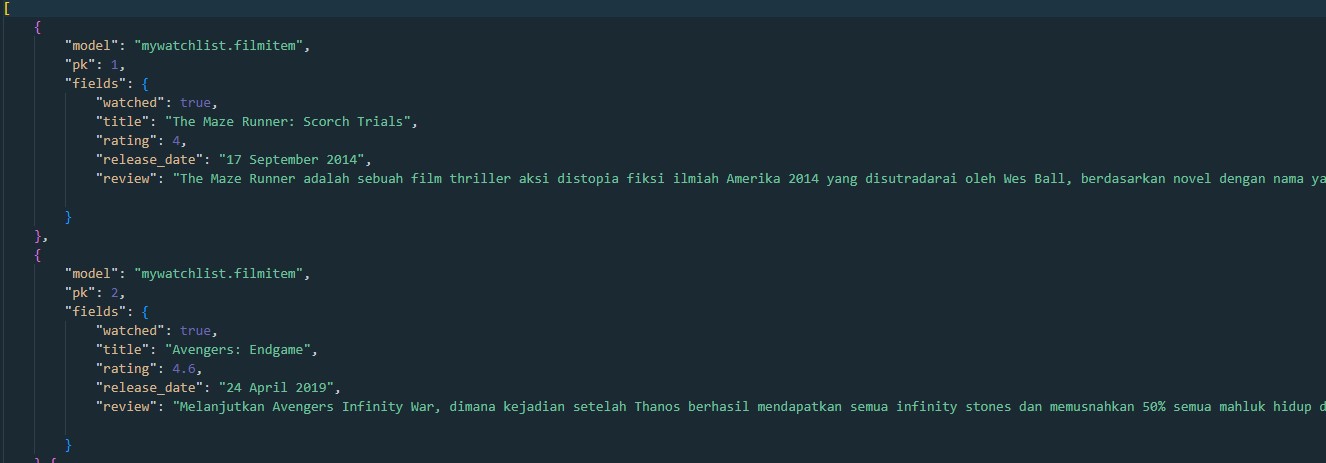 [
{
"model": "mywatchlist.filmitem",
"pk": 1,
"fields": {
"watched": true,
"title": "The Maze Runner: Scorch Trials",
"rating": 4,
"release_date": "17 September 2014",
"review": "The Maze Runner adalah sebuah film thriller aksi distopia fiksi ilmiah Amerika 2014 yang disutradarai oleh Wes Ball, berdasarkan novel dengan nama ya
}
},
{
"model": "mywatchlist.filmitem",
"pk": 2,
"fields": {
"watched": true,
"title": "Avengers: Endgame",
"rating": 4.6,
"release_date": "24 April 2019",
"review": "Melanjutkan Avengers Infinity War, dimana kejadian setelah Thanos berhasil mendapatkan semua infinity stones dan memusnahkan 50% semua mahluk hidup d
}
},{